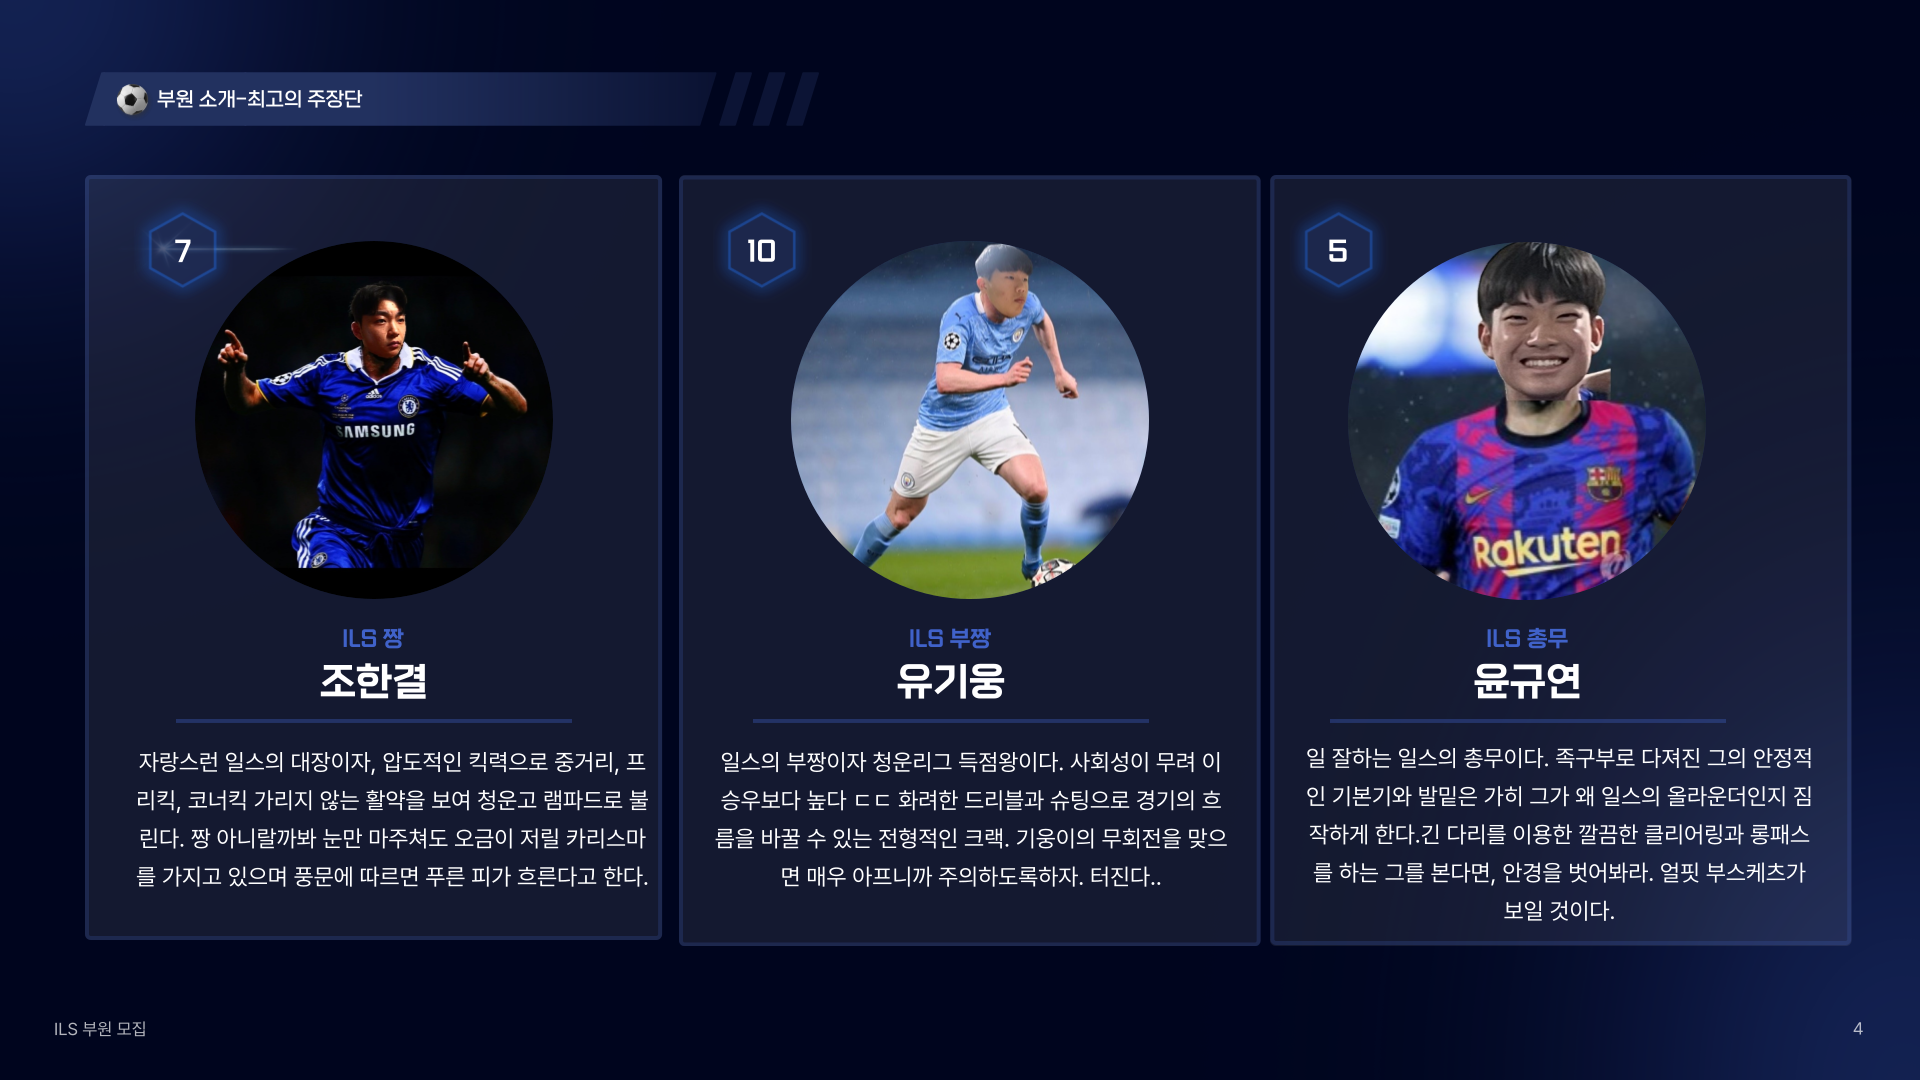 부원 소개-최고의 주장단
7
SAMSUNG
adidas
ILS 짱
조한결
자랑스런 일스의 대장이자, 압도적인 킥력으로 중거리, 프
리킥, 코너킥 가리지 않는 활약을 보여 청운고 램파드로 불
린다. 짱 아니랄까봐 눈만 마주쳐도 오금이 저릴 카리스마
를 가지고 있으며 풍문에 따르면 푸른 피가 흐른다고 한다.
10
ILS 부짱
유기웅
일스의 부짱이자 청운리그 득점왕이다. 사회성이 무려 이
승우보다 높다 ㄷㄷ 화려한 드리블과 슈팅으로 경기의 흐
름을 바꿀 수 있는 전형적인 크랙. 기웅이의 무회전을 맞으
면 매우 아프니까 주의하도록하자. 터진다..
5
Rakuten
ILS 총무
윤규연
일 잘하는 일스의 총무이다. 족구부로 다져진 그의 안정적
인 기본기와 발밑은 가히 그가 왜 일스의 올라운더인지 짐
작하게 한다.긴 다리를 이용한 깔끔한 클리어링과 롱패스
를 하는 그를 본다면, 안경을 벗어봐라. 얼핏 부스케츠가
보일 것이다.
ILS 부원 모집
4